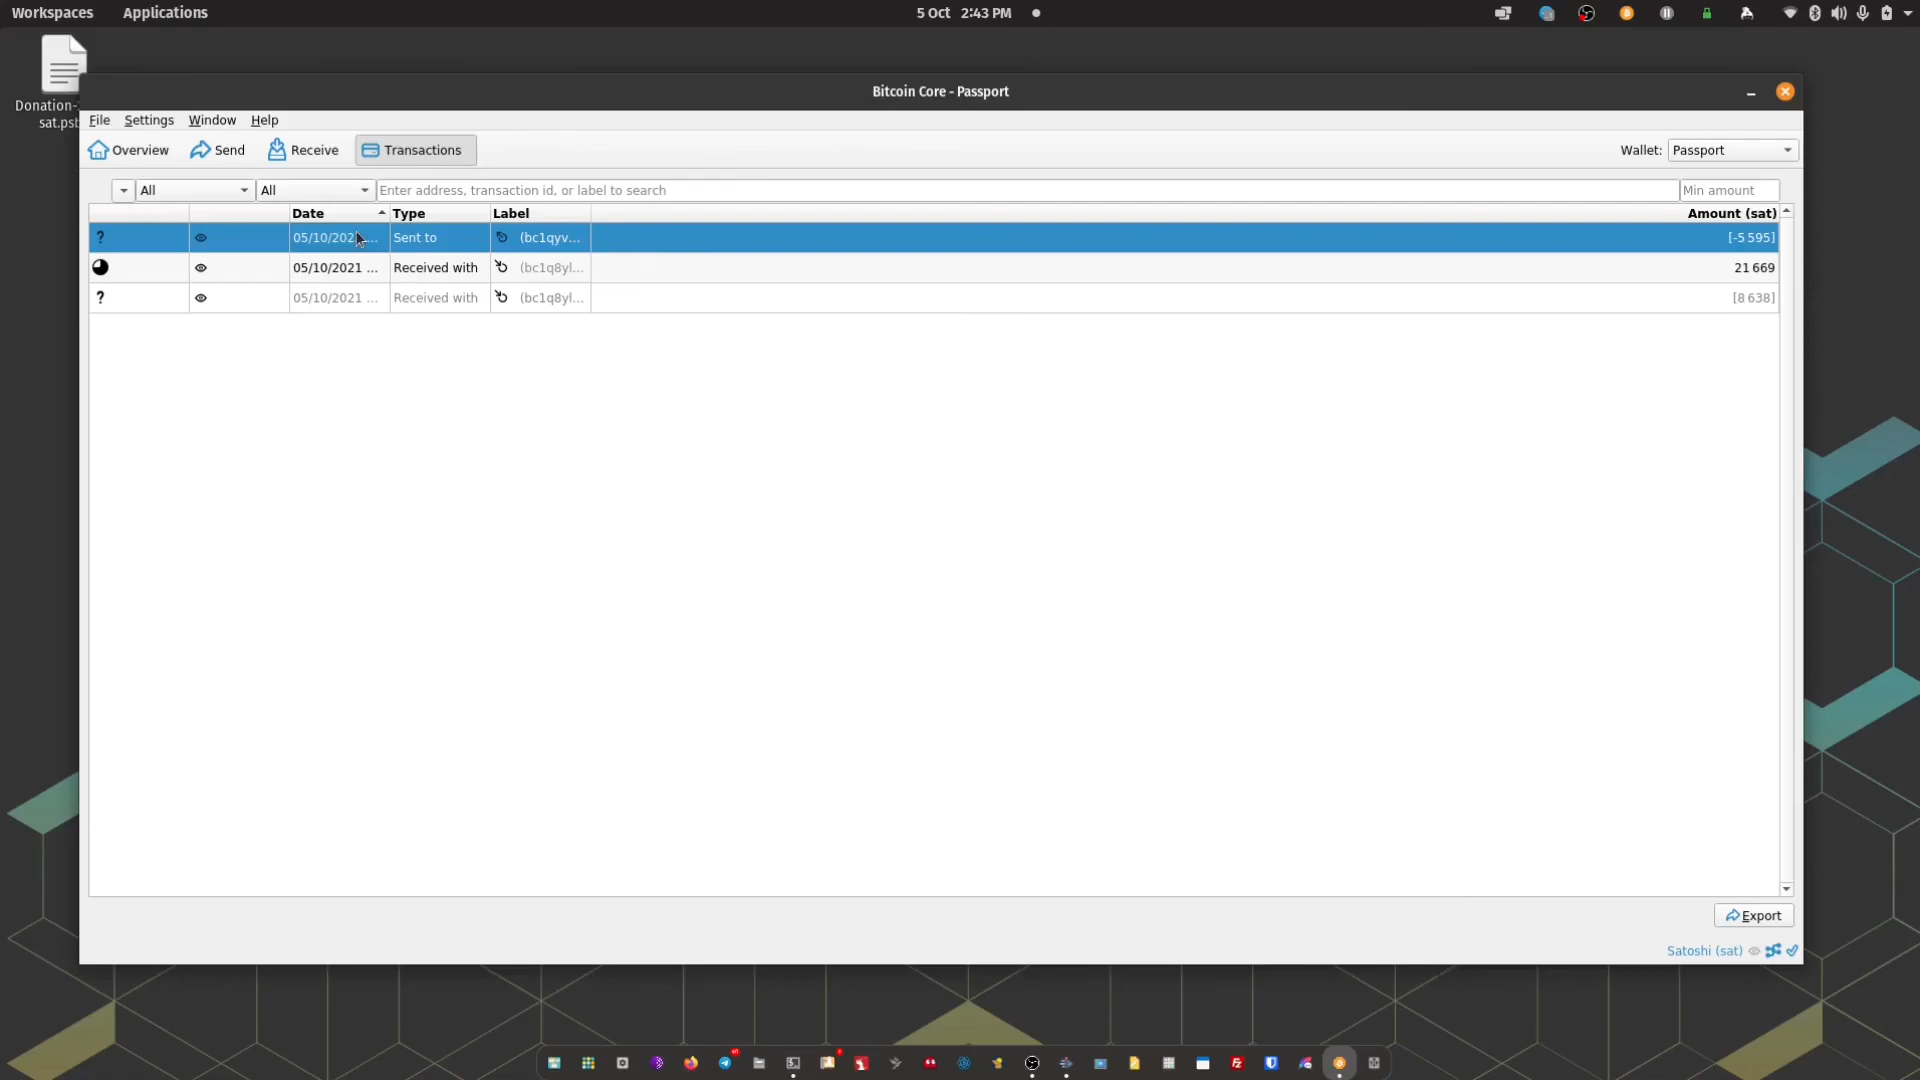 Workspaces Applications 5 Oct 2:43 PM
Donation-
sat.psb
Bitcoin Core - Passport
File Settings Window Help
Overview Send Receive Transactions Wallet: Passport
All All Enter address, transaction id, or label to search Min amount
Date Type Label Amount (sat)
? 05/10/202 ... Sent to (bc1qyv... [-5 595]
05/10/2021 ... Received with (bc1q8yl... 21 669
? 05/10/2021 ... Received with (bc1q8yl... [8 638]
Export
Satoshi (sat)